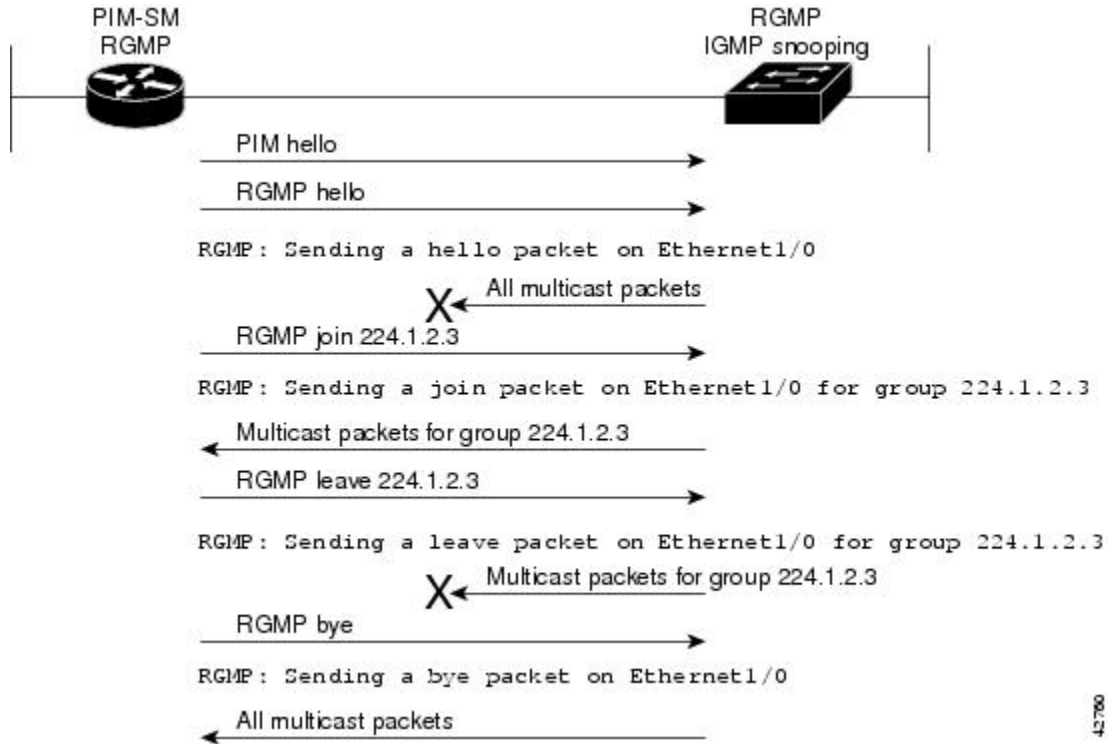 PIM-SM
RGMP
RGMP
IGMP snooping
PIM hello
RGMP hello
RGMP: Sending a hello packet on Ethernet1/0
X
All multicast packets
RGMP join 224.1.2.3
RGMP: Sending a join packet on Ethernet1/0 for group 224.1.2.3
Multicast packets for group 224.1.2.3
RGMP leave 224.1.2.3
RGMP: Sending a leave packet on Ethernet1/0 for group 224.1.2.3
X
Multicast packets for group 224.1.2.3
RGMP bye
RGMP: Sending a bye packet on Ethernet1/0
All multicast packets
42760